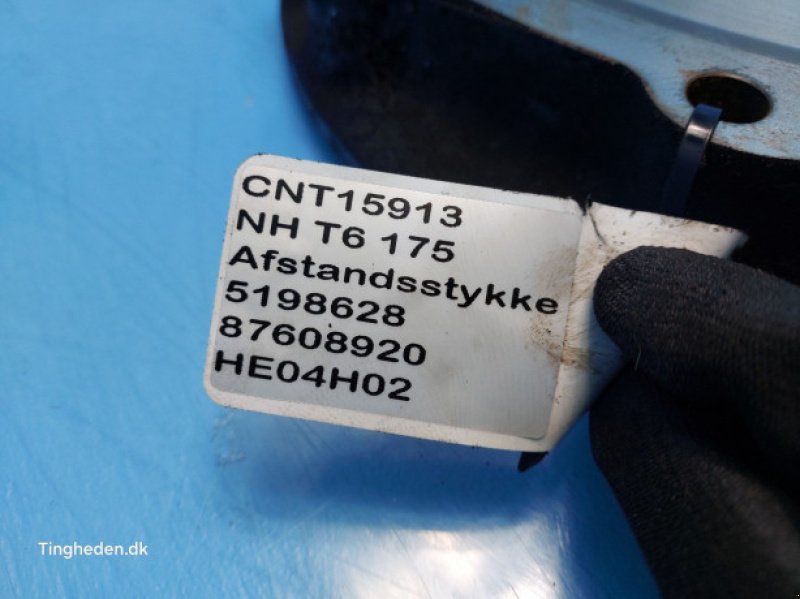 CNT15913
NH T6 175
Afstandsstykke
5198628
87608920
HE04H02
Tingheden.dk